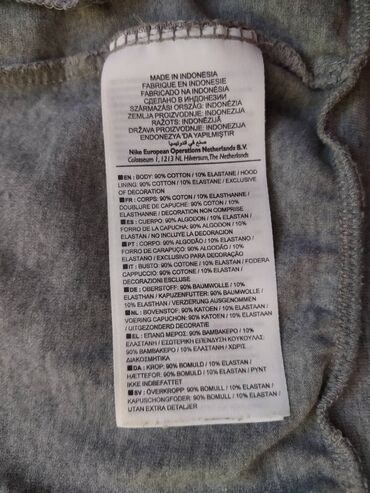 MADE IN INDONESIA
FABRIQUE EN INDONESIE
FABRICADO NA INDONÉSIA
СДЕЛАНО В ИНДОНЕЗИИ
SZÁRMAZÁSI ORSZÁG: INDONÉZIA
ZEMLJA PROIZVODNJE: INDONEZIJA
RAŽOTS: INDONĒZIJĀ
DRŽAVA PROIZVODNJE: INDONEZIJA
ENDONEZYA'DA YAPILMIŞTIR
صنع في اندونيسيا
Nike European Operations Netherlands B.V.
Colosseum 1, 1213 NL Hilversum, The Netherlands
EN : BODY: 90% COTTON / 10% ELASTANE / HOOD
LINING: 90% COTTON / 10% ELASTANE / EXCLUSIVE
OF DECORATION
FR : CORPS: 90% COTON / 10% ELASTHANNE /
DOUBLURE DE CAPUCHE: 90% COTON / 10%
ELASTHANNE / DECORATION NON COMPRISE
ES : CUERPO: 90% ALGODÓN / 10% ELASTANO /
FORRO DE LA CAPUCHA: 90% ALGODÓN / 10%
ELASTANO / NO INCLUYE LA DECORACION
PT : CORPO: 90% ALGODÃO / 10% ELASTANO /
FORRO DE CAPUÇO: 90% ALGODÃO / 10%
ELASTANO / EXCLUSIVO PARA DECORAÇÃO
IT : BUSTO: 90% COTONE / 10% ELASTAN / FODERA
CAPPUCCIO: 90% COTONE / 10% ELASTAN /
DECORAZIONI ESCLUSE
DE : OBERSTOFF: 90% BAUMWOLLE / 10%
ELASTHAN / KAPUZENFUTTER: 90% BAUMWOLLE / 10%
ELASTHAN / VERZIERUNG AUSGENOMMEN
NL : BOVENSTOF: 90% KATOEN / 10% ELASTAAN /
VOERING CAPUCHON: 90% KATOEN / 10% ELASTAAN
/ UITGEZONDERD DECORATIE
EL : ΕΠΑΝΩ ΜΕΡΟΣ: 90% ΒΑΜΒΑΚΕΡΟ / 10%
ΕΛΑΣΤΑΝΗ / ΕΣΩΤΕΡΙΚΗ ΕΠΕΝΔΥΣΗ ΚΟΥΚΟΥΛΑΣ:
90% ΒΑΜΒΑΚΕΡΟ / 10% ΕΛΑΣΤΑΝΗ / ΧΩΡΙΣ
ΔΙΑΚΟΣΜΗΤΙΚΑ
DA : KROP: 90% BOMULD / 10% ELASTAN /
HÆTTEFOR: 90% BOMULD / 10% ELASTAN / PYNT
IKKE INDBEFATTET
SV : ÖVERKROPP: 90% BOMULL / 10% ELASTAN /
KAPUSCHONGFODER: 90% BOMULL / 10% ELASTAN /
UTAN EXTRA DETALJER